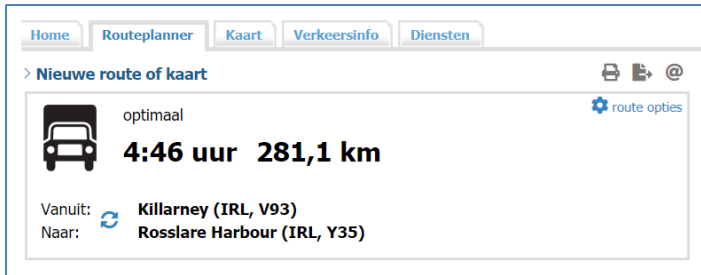 Home Routeplanner Kaart Verkeersinfo Diensten
> Nieuwe route of kaart @
optimaal route opties
4:46 uur 281,1 km
Vanuit: Killarney (IRL, V93)
Naar: Rosslare Harbour (IRL, Y35)